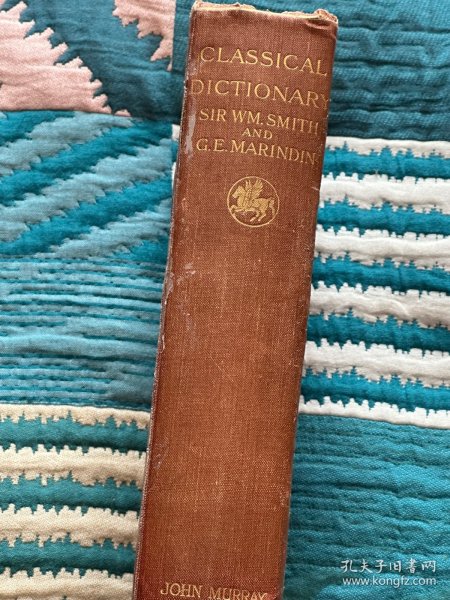 CLASSICAL
DICTIONARY
SIR WM. SMITH
AND
G.E. MARINDIN
JOHN MURRAY
孔夫子旧书网
www.kongfz.com